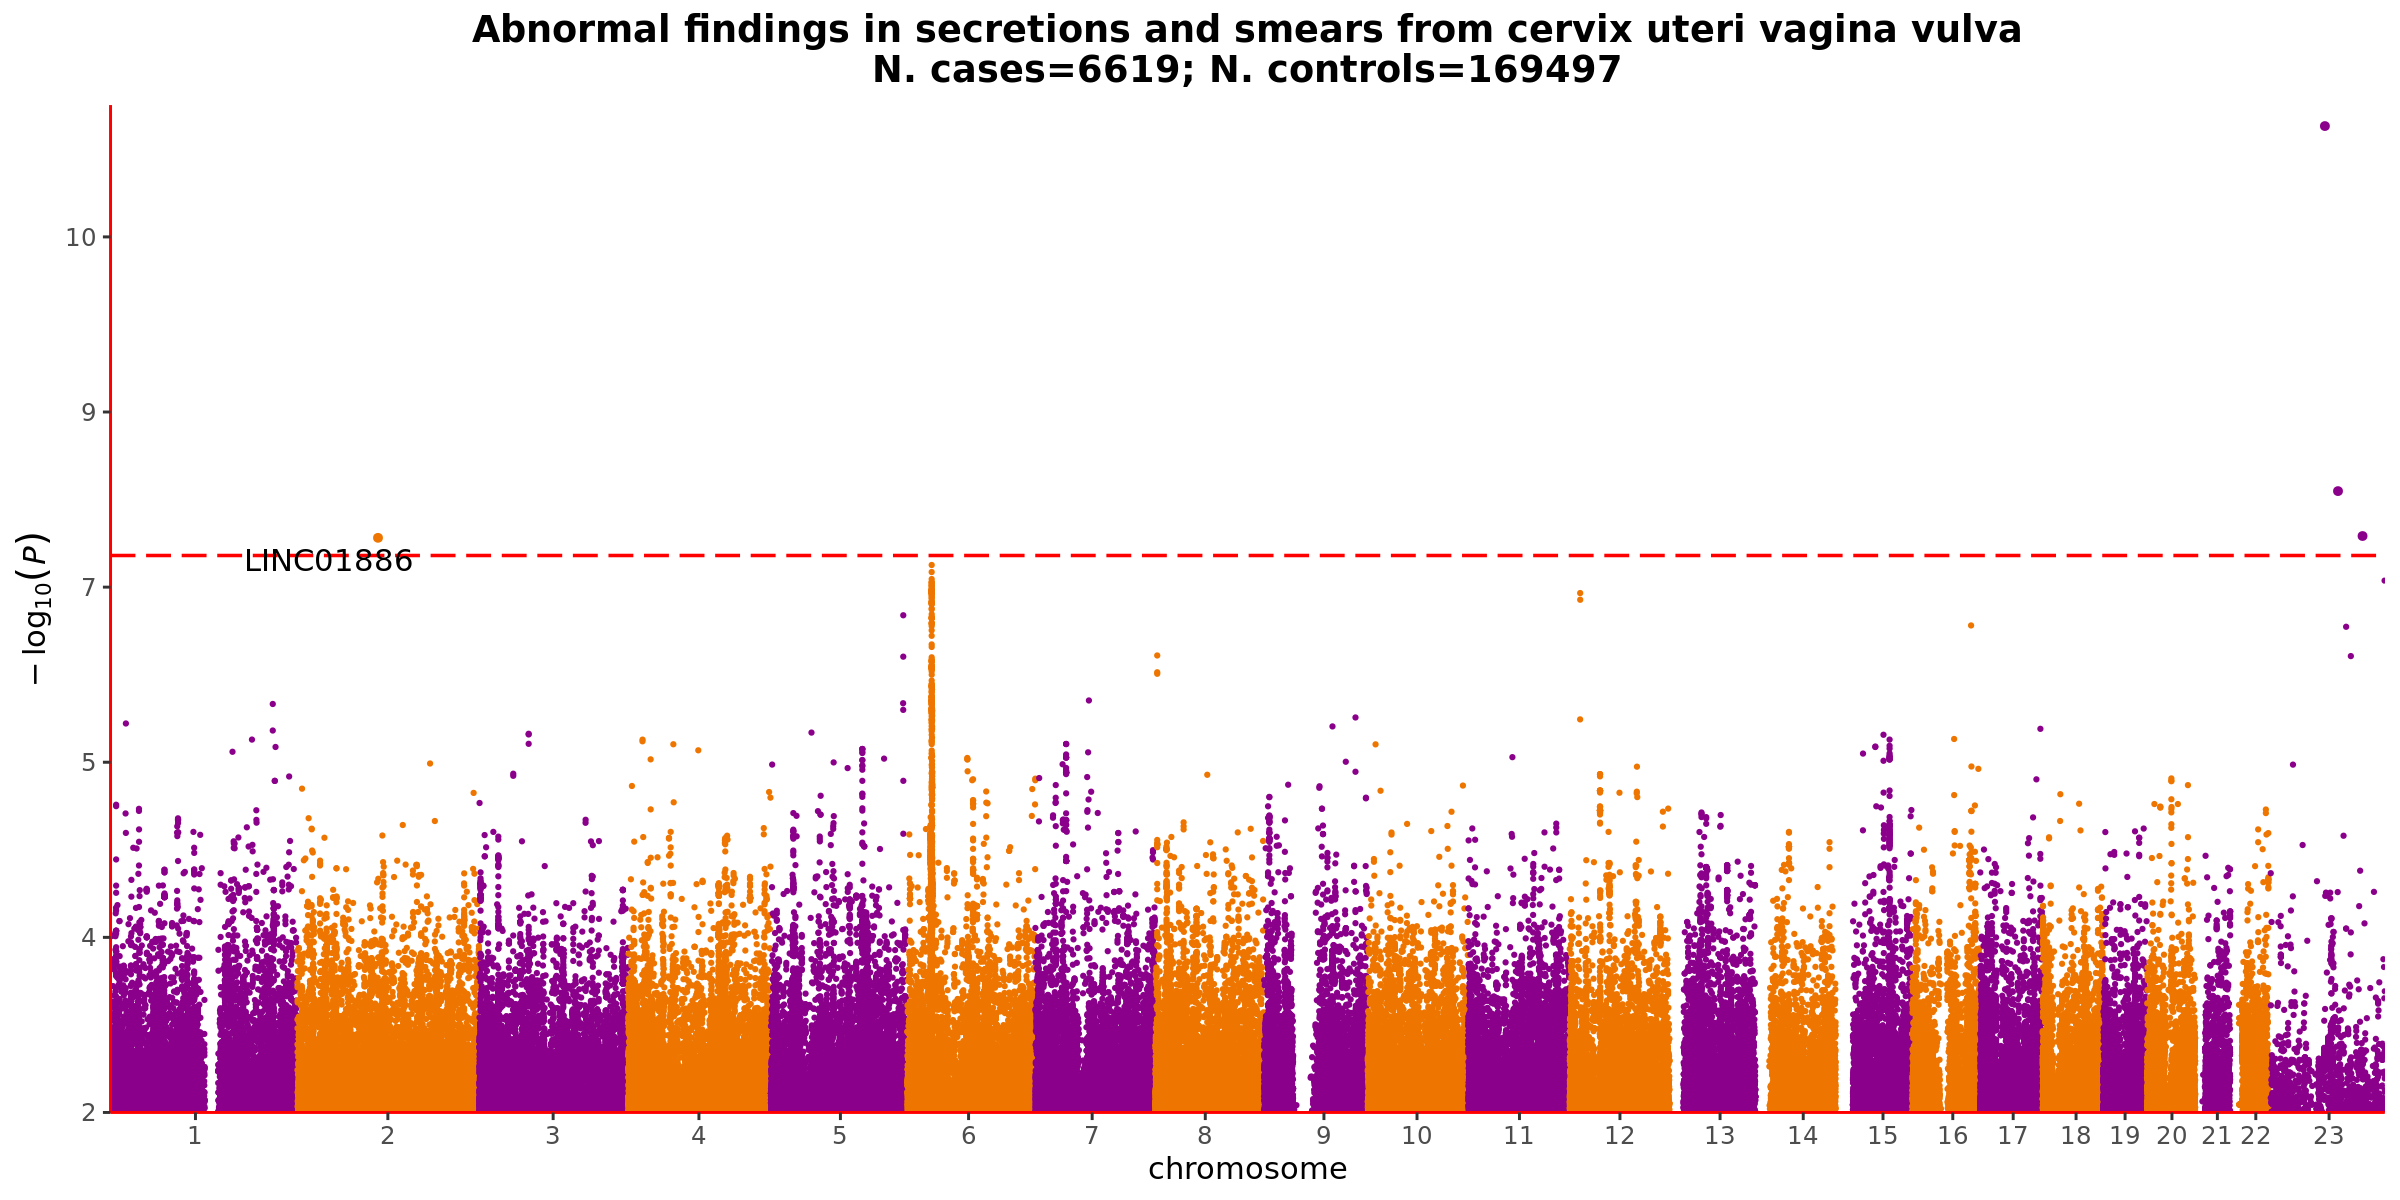 Abnormal findings in secretions and smears from cervix uteri vagina vulva
N. cases=6619; N. controls=169497
10
9
7
5
4
2
−log10(P)
LINC01886
1 2 3 4 5 6 7 8 9 10 11 12 13 14 15 16 17 18 19 20 21 22 23
chromosome